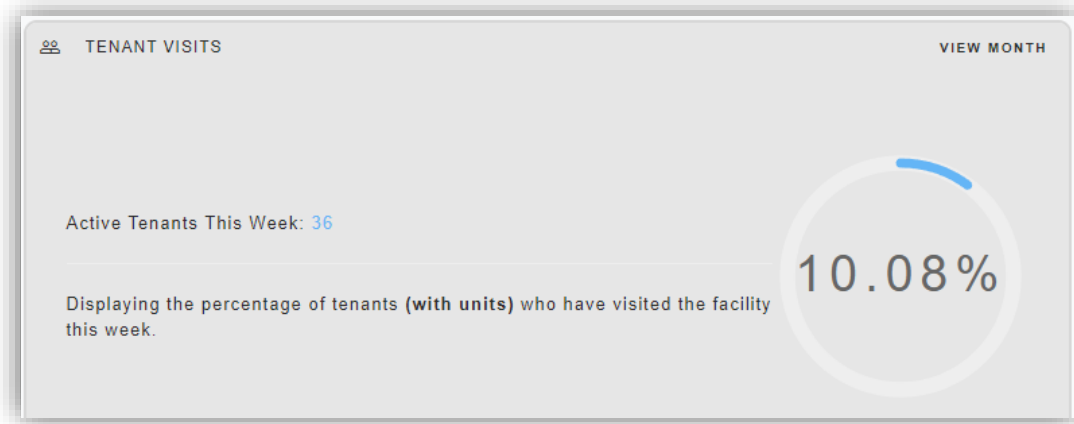 TENANT VISITS
VIEW MONTH
Active Tenants This Week: 36
10.08%
Displaying the percentage of tenants (with units) who have visited the facility
this week.